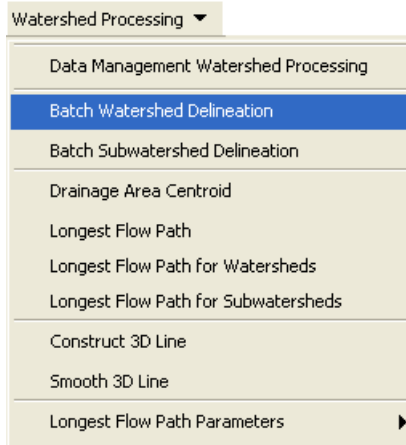 Watershed Processing
Data Management Watershed Processing
Batch Watershed Delineation
Batch Subwatershed Delineation
Drainage Area Centroid
Longest Flow Path
Longest Flow Path for Watersheds
Longest Flow Path for Subwatersheds
Construct 3D Line
Smooth 3D Line
Longest Flow Path Parameters